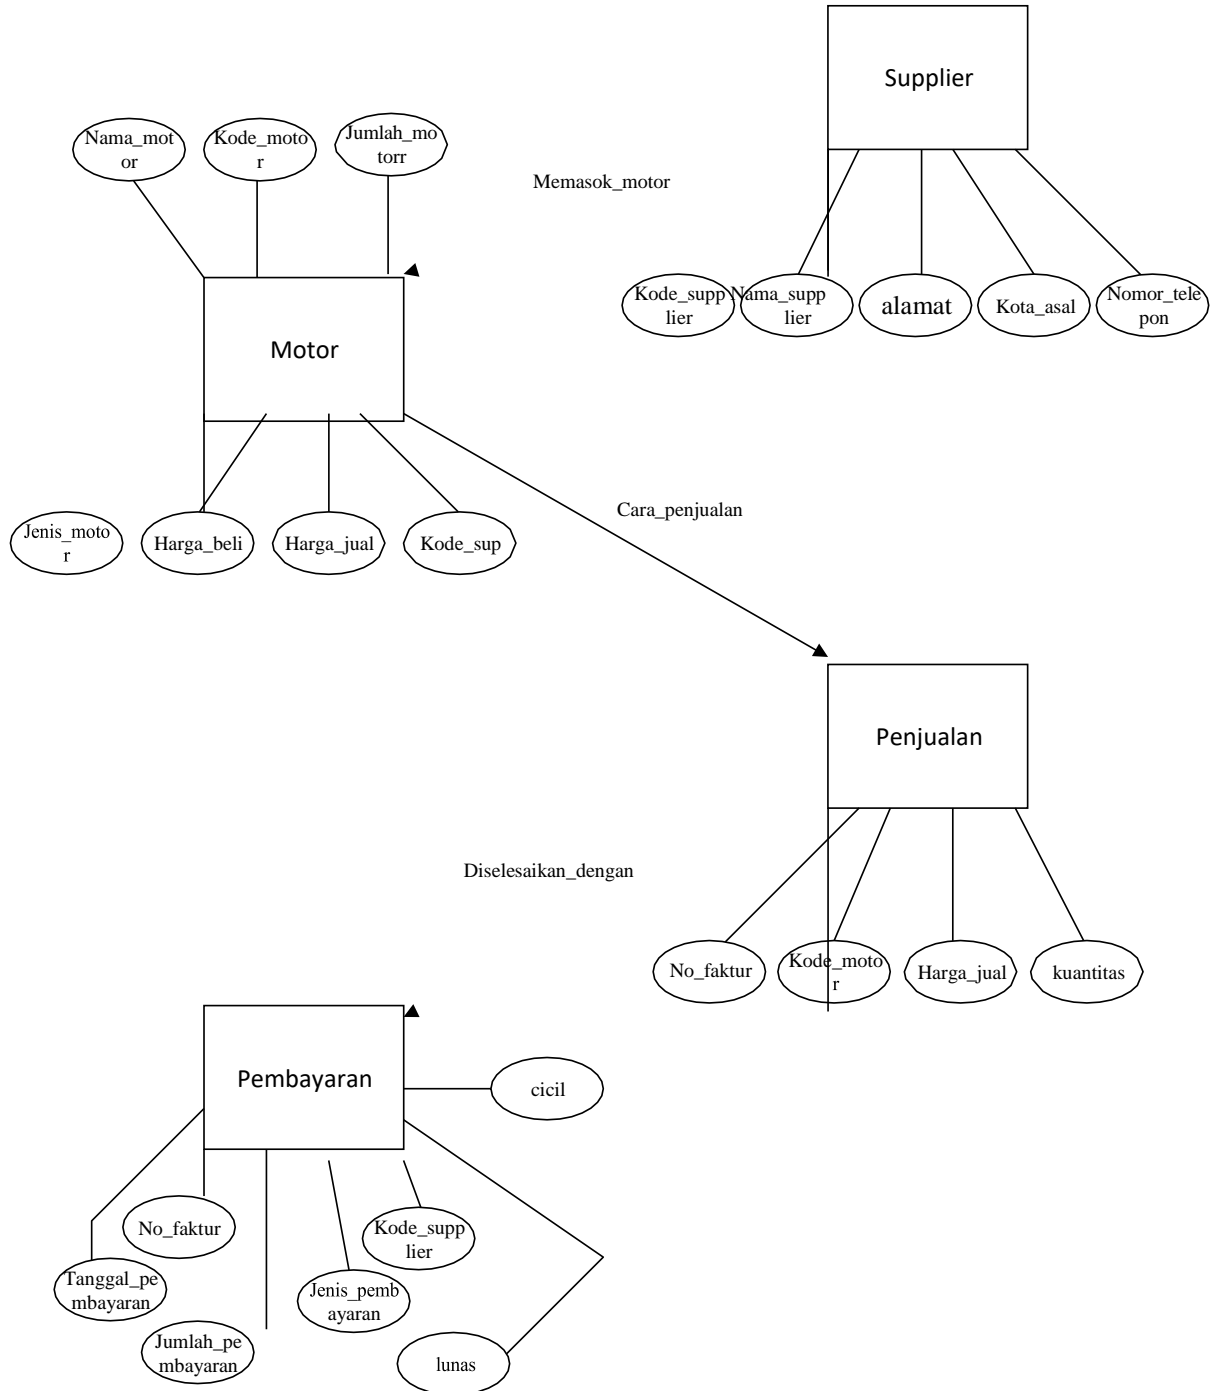 Supplier
Nama_mot
or
Kode_moto
r
Jumlah_mo
torr
Memasok_motor
Kode_supp
lier
Nama_supp
lier
alamat
Kota_asal
Nomor_tele
pon
Motor
Jenis_moto
r
Harga_beli
Harga_jual
Kode_sup
Cara_penjualan
Penjualan
Diselesaikan_dengan
No_faktur
Kode_moto
r
Harga_jual
kuantitas
Pembayaran
cicil
No_faktur
Kode_supp
lier
Tanggal_pe
mbayaran
Jenis_pemb
ayaran
Jumlah_pe
mbayaran
lunas